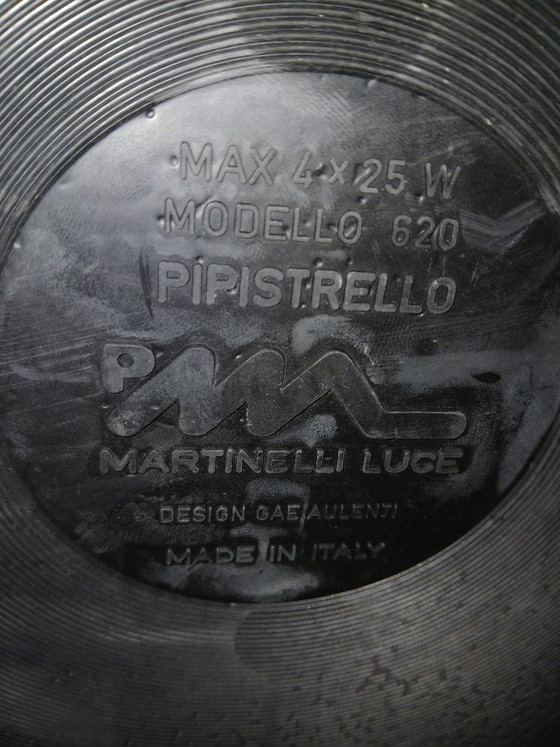 MAX 4×25 W
MODELLO 620
PIPISTRELLO
P
MARTINELLI LUCE
DESIGN GAE AULENTI
MADE IN ITALY